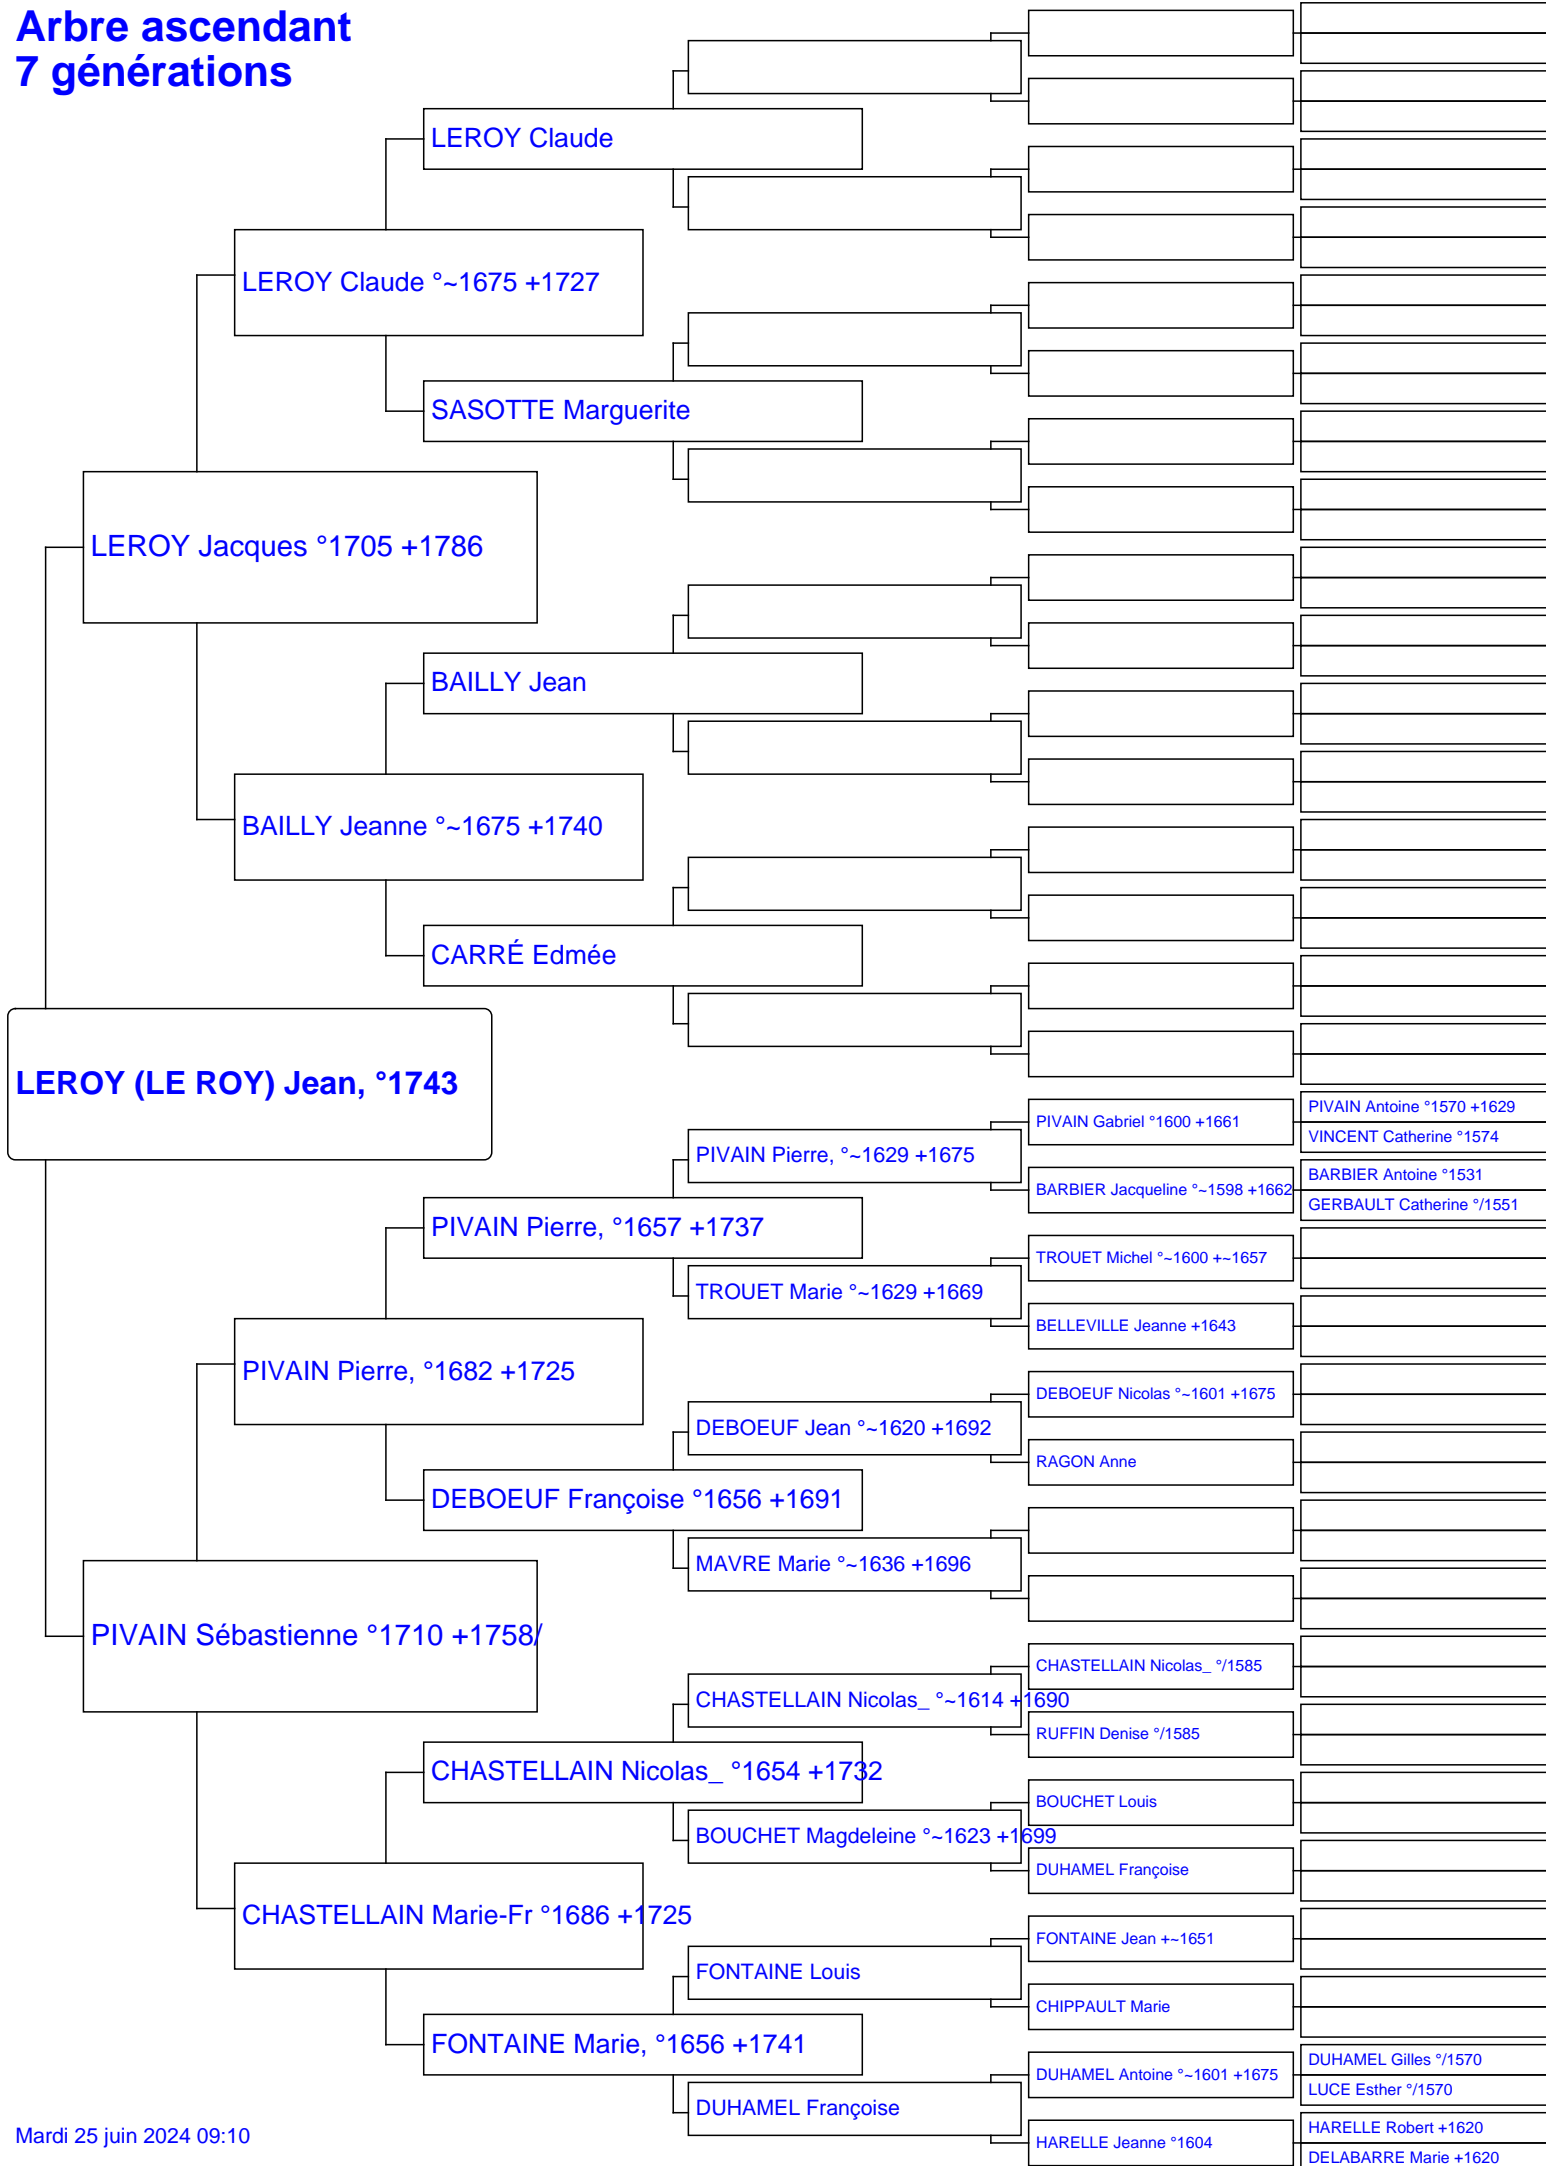 Arbre ascendant
7 générations
LEROY Claude
LEROY Claude °~1675 +1727
SASOTTE Marguerite
LEROY Jacques °1705 +1786
BAILLY Jean
BAILLY Jeanne °~1675 +1740
CARRÉ Edmée
LEROY (LE ROY) Jean, °1743
PIVAIN Antoine °1570 +1629
PIVAIN Gabriel °1600 +1661
VINCENT Catherine °1574
PIVAIN Pierre, °~1629 +1675
BARBIER Antoine °1531
BARBIER Jacqueline °~1598 +1662
GERBAULT Catherine °/1551
PIVAIN Pierre, °1657 +1737
TROUET Michel °~1600 +~1657
TROUET Marie °~1629 +1669
BELLEVILLE Jeanne +1643
PIVAIN Pierre, °1682 +1725
DEBOEUF Nicolas °~1601 +1675
DEBOEUF Jean °~1620 +1692
RAGON Anne
DEBOEUF Françoise °1656 +1691
MAVRE Marie °~1636 +1696
PIVAIN Sébastienne °1710 +1758/
CHASTELLAIN Nicolas_ °/1585
CHASTELLAIN Nicolas_ °~1614 +1690
RUFFIN Denise °/1585
CHASTELLAIN Nicolas_ °1654 +1732
BOUCHET Louis
BOUCHET Magdeleine °~1623 +1699
DUHAMEL Françoise
CHASTELLAIN Marie-Fr °1686 +1725
FONTAINE Jean +~1651
FONTAINE Louis
CHIPPAULT Marie
FONTAINE Marie, °1656 +1741
DUHAMEL Gilles °/1570
DUHAMEL Antoine °~1601 +1675
LUCE Esther °/1570
DUHAMEL Françoise
HARELLE Robert +1620
HARELLE Jeanne °1604
DELABARRE Marie +1620
Mardi 25 juin 2024 09:10